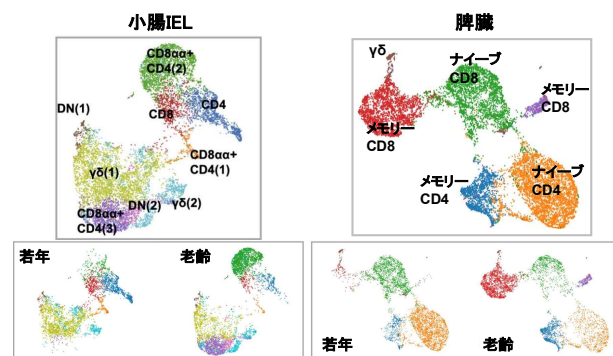 小腸IEL
CD8αα+
CD4(2)
DN(1)
CD8
CD4
CD8αα+
CD4(1)
γδ(1)
DN(2)
γδ(2)
CD8αα+
CD4(3)
若年
老齢
脾臓
γδ
ナイーブ
CD8
メモリー
CD8
メモリー
CD8
メモリー
CD4
ナイーブ
CD4
若年
老齢